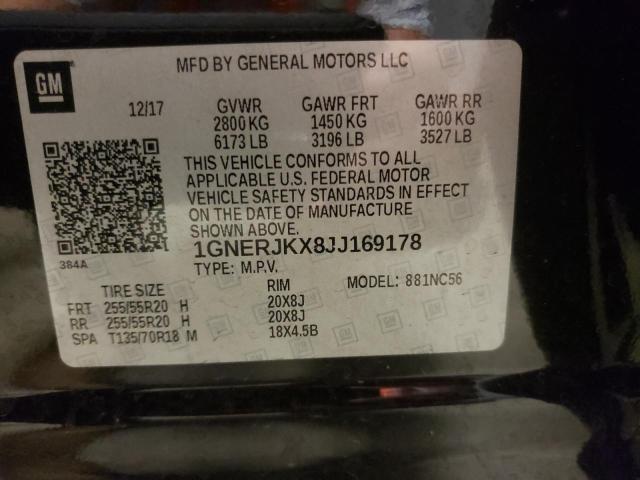 GM
MFD BY GENERAL MOTORS LLC
12/17 GVWR GAWR FRT GAWR RR
2800 KG 1450 KG 1600 KG
6173 LB 3196 LB 3527 LB
THIS VEHICLE CONFORMS TO ALL
APPLICABLE U.S. FEDERAL MOTOR
VEHICLE SAFETY STANDARDS IN EFFECT
ON THE DATE OF MANUFACTURE
SHOWN ABOVE.
384A
1GNERJKX8JJ169178
TYPE: M.P.V. MODEL: 881NC56
TIRE SIZE RIM
FRT 255/55R20 H 20X8J
RR 255/55R20 H 20X8J
SPA T135/70R18 M 18X4.5B